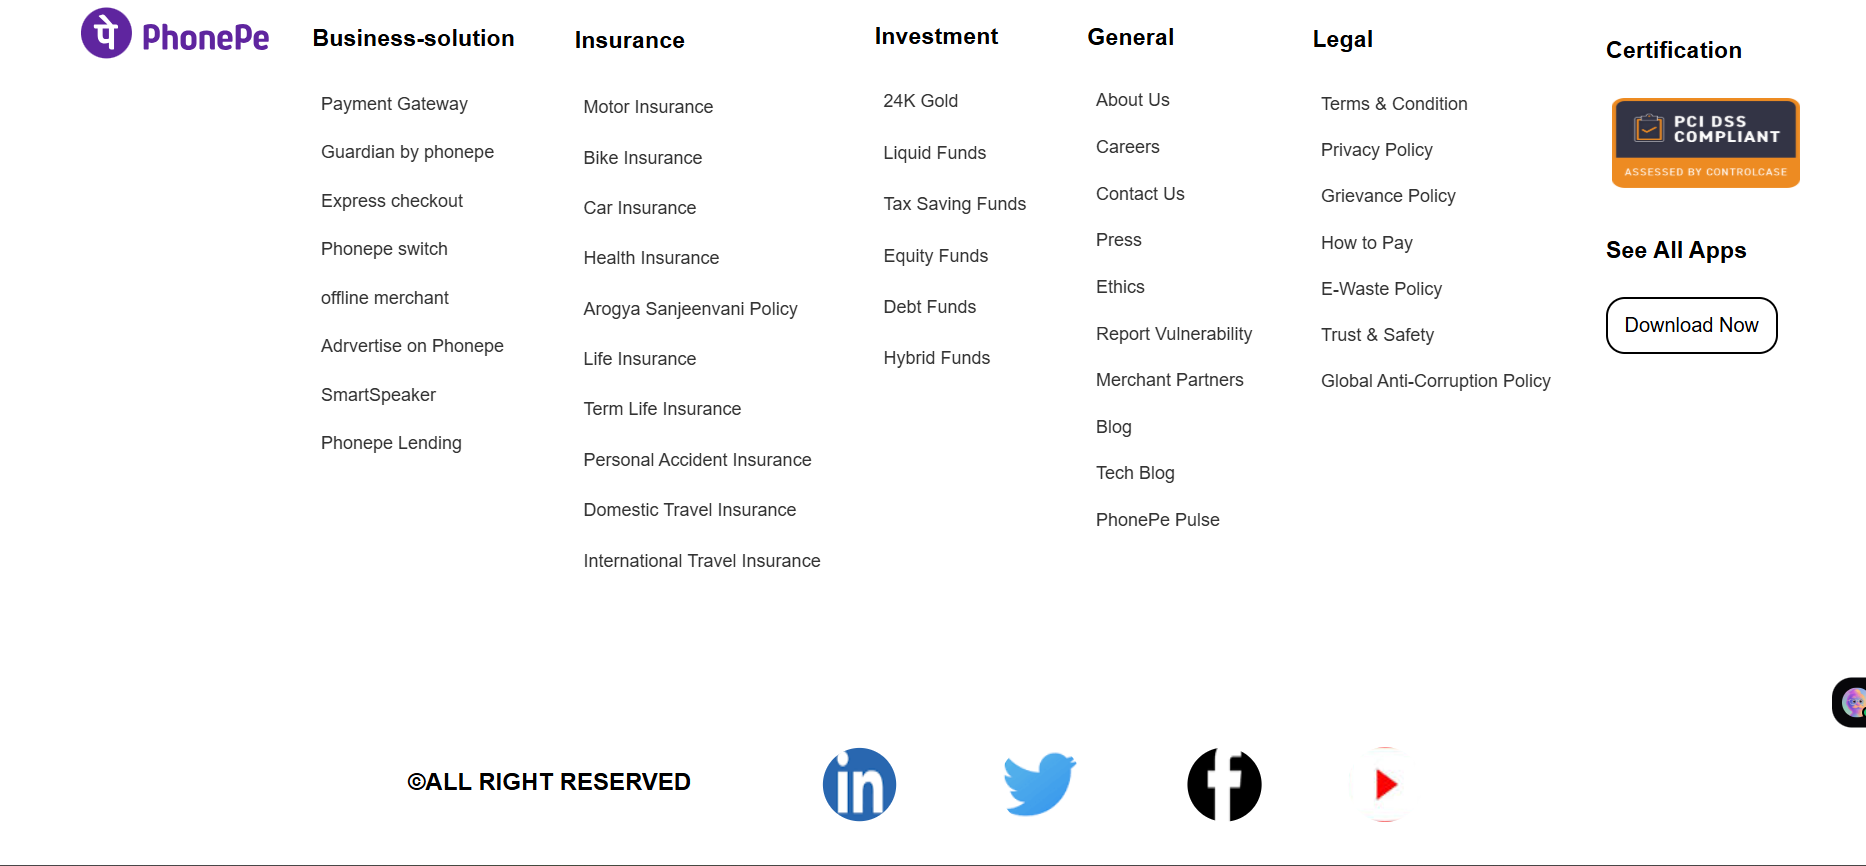 पे PhonePe
Business-solution
Payment Gateway
Guardian by phonepe
Express checkout
Phonepe switch
offline merchant
Adrvertise on Phonepe
SmartSpeaker
Phonepe Lending
Insurance
Motor Insurance
Bike Insurance
Car Insurance
Health Insurance
Arogya Sanjeenvani Policy
Life Insurance
Term Life Insurance
Personal Accident Insurance
Domestic Travel Insurance
International Travel Insurance
Investment
24K Gold
Liquid Funds
Tax Saving Funds
Equity Funds
Debt Funds
Hybrid Funds
General
About Us
Careers
Contact Us
Press
Ethics
Report Vulnerability
Merchant Partners
Blog
Tech Blog
PhonePe Pulse
Legal
Terms & Condition
Privacy Policy
Grievance Policy
How to Pay
E-Waste Policy
Trust & Safety
Global Anti-Corruption Policy
Certification
PCI DSS
COMPLIANT
ASSESSED BY CONTROLCASE
See All Apps
Download Now
©ALL RIGHT RESERVED
in
f